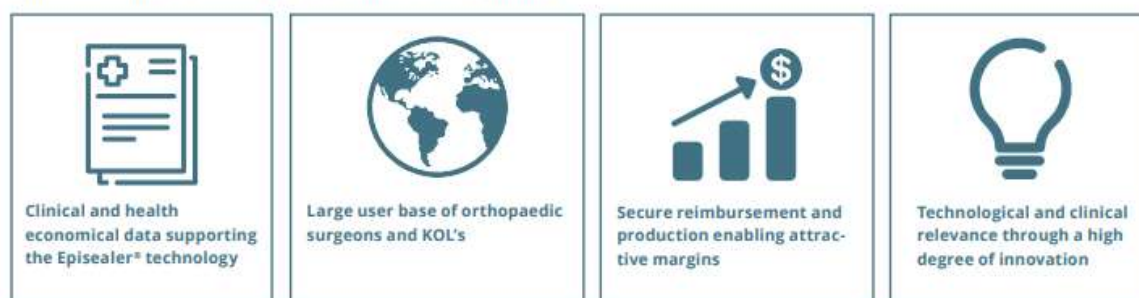 Clinical and health
economical data supporting
the Episealer® technology
Large user base of orthopaedic
surgeons and KOL's
$
Secure reimbursement and
production enabling attrac-
tive margins
Technological and clinical
relevance through a high
degree of innovation